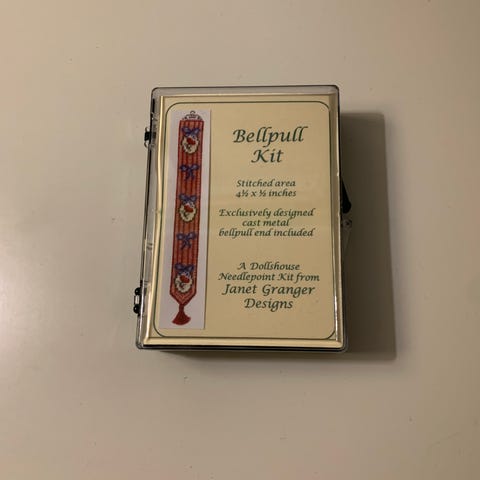 Bellpull
Kit
Stitched area
4½ x ½ inches
Exclusively designed
cast metal
bellpull end included
A Dollshouse
Needlepoint Kit from
Janet Granger
Designs